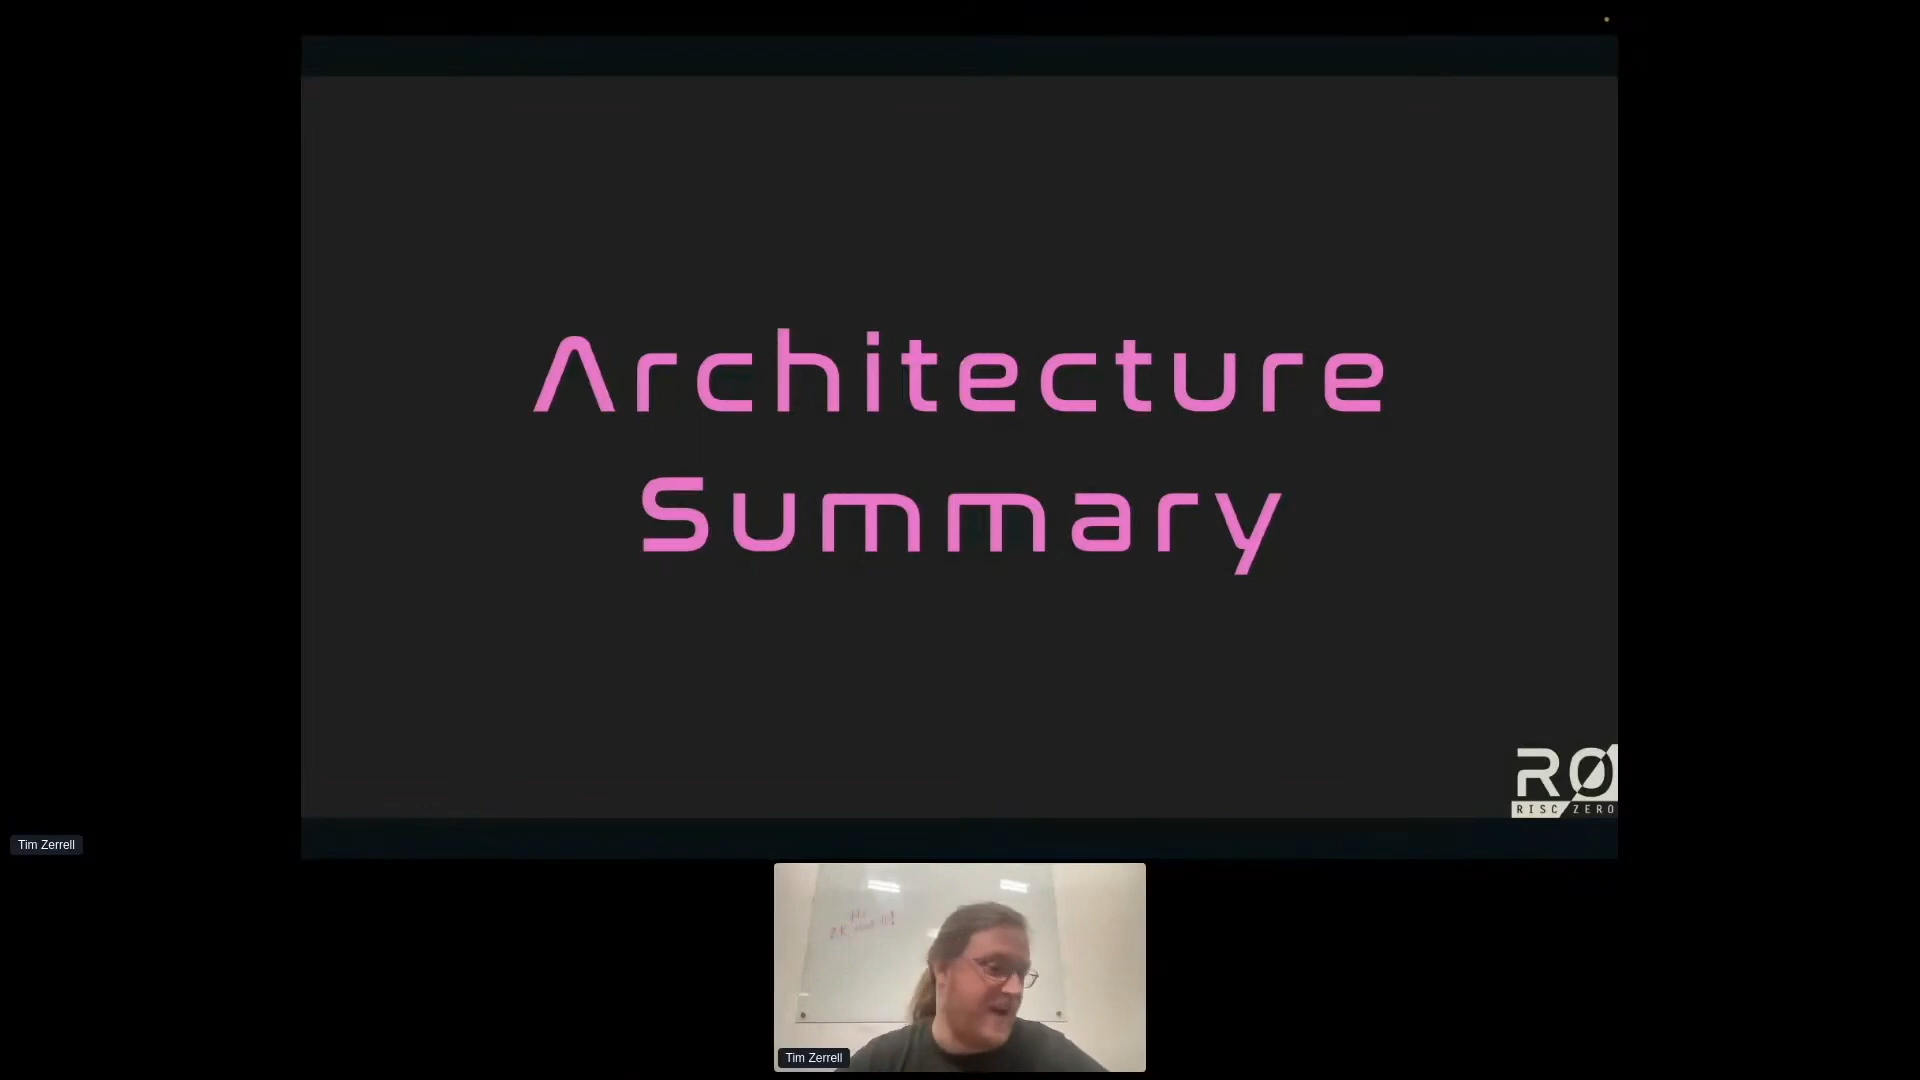 Architecture
Summary
RØ
RISC ZERO
Tim Zerrell
Tim Zerrell